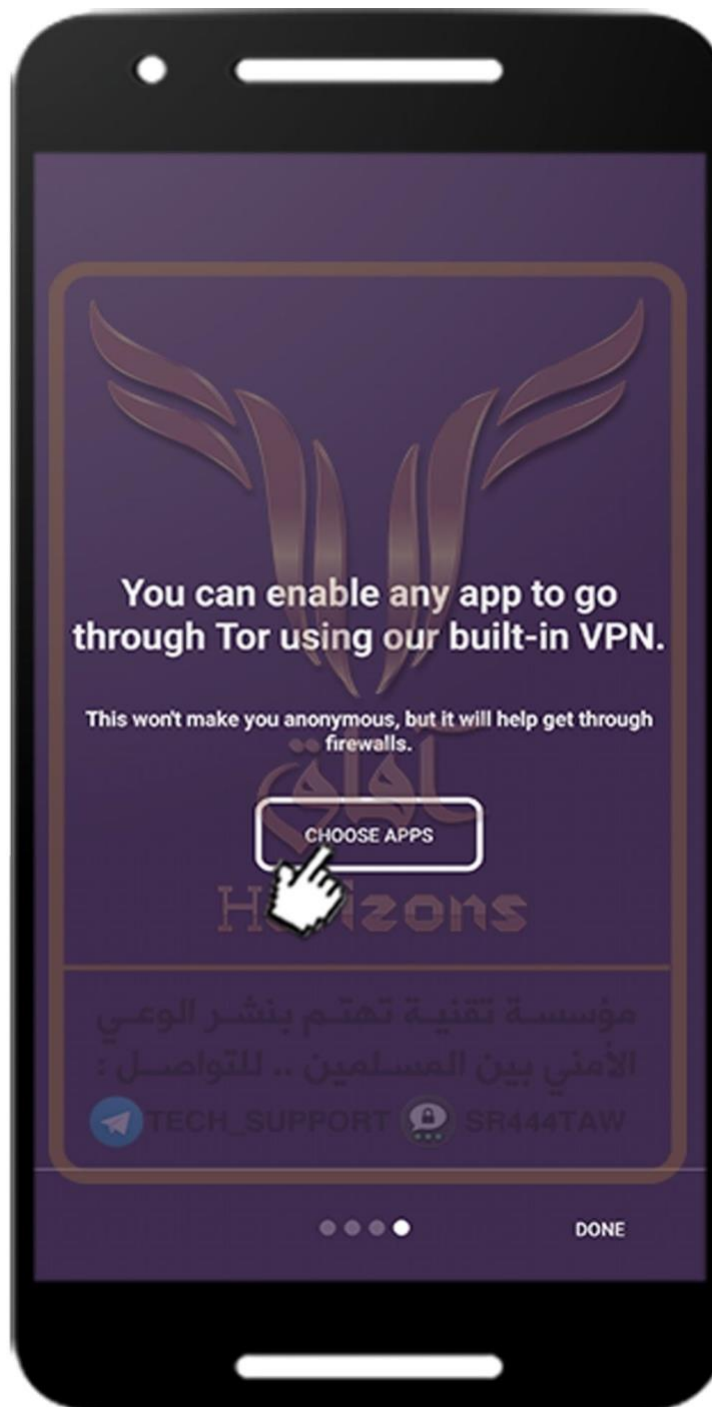 You can enable any app to go
through Tor using our built-in VPN.
This won't make you anonymous, but it will help get through
firewalls.
CHOOSE APPS
آفاق
Horizons
مؤسسة تقنية تهتم بنشر الوعي
الأمني بين المسلمين .. للتواصل :
TECH_SUPPORT SR444TAW
DONE